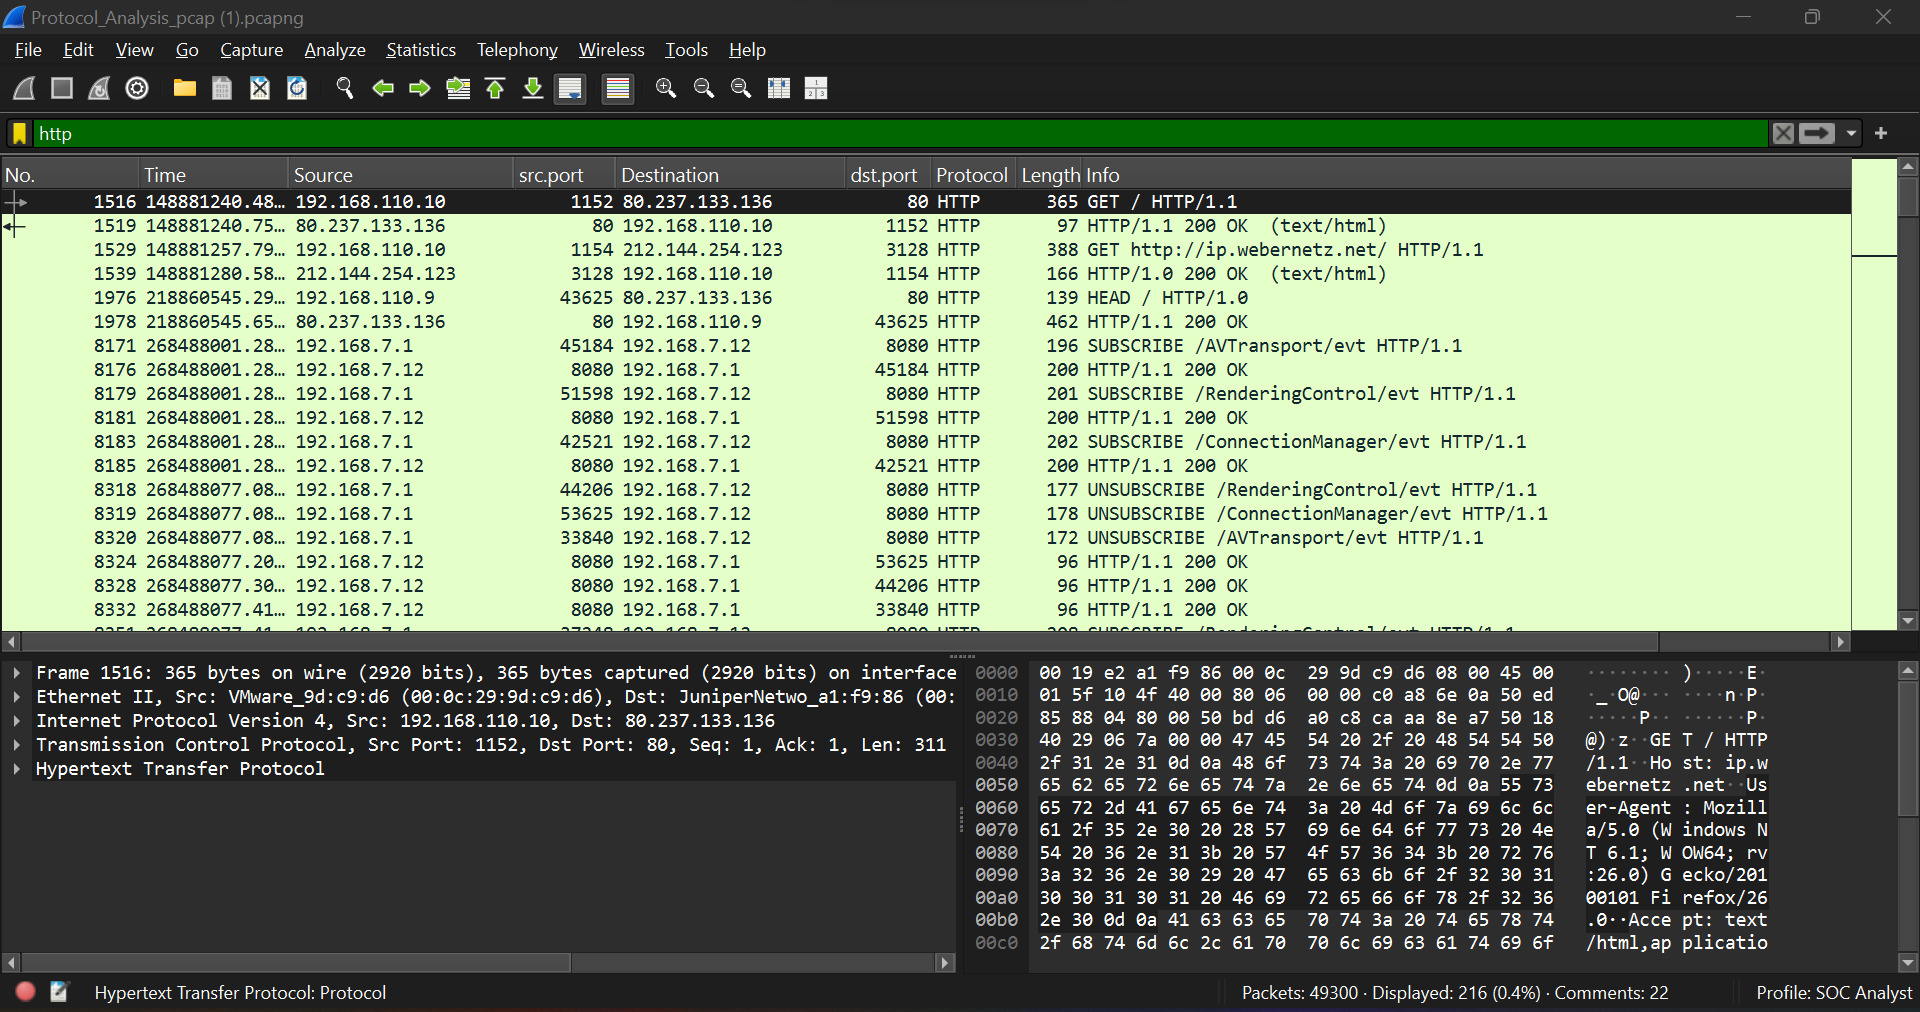 Protocol_Analysis_pcap (1).pcapng
File Edit View Go Capture Analyze Statistics Telephony Wireless Tools Help
http
No. Time Source src.port Destination dst.port Protocol Length Info
1516 148881240.48… 192.168.110.10 1152 80.237.133.136 80 HTTP 365 GET / HTTP/1.1
1519 148881240.75… 80.237.133.136 80 192.168.110.10 1152 HTTP 97 HTTP/1.1 200 OK (text/html)
1529 148881257.79… 192.168.110.10 1154 212.144.254.123 3128 HTTP 388 GET http://ip.webernetz.net/ HTTP/1.1
1539 148881280.58… 212.144.254.123 3128 192.168.110.10 1154 HTTP 166 HTTP/1.0 200 OK (text/html)
1976 218860545.29… 192.168.110.9 43625 80.237.133.136 80 HTTP 139 HEAD / HTTP/1.0
1978 218860545.65… 80.237.133.136 80 192.168.110.9 43625 HTTP 462 HTTP/1.1 200 OK
8171 268488001.28… 192.168.7.1 45184 192.168.7.12 8080 HTTP 196 SUBSCRIBE /AVTransport/evt HTTP/1.1
8176 268488001.28… 192.168.7.12 8080 192.168.7.1 45184 HTTP 200 HTTP/1.1 200 OK
8179 268488001.28… 192.168.7.1 51598 192.168.7.12 8080 HTTP 201 SUBSCRIBE /RenderingControl/evt HTTP/1.1
8181 268488001.28… 192.168.7.12 8080 192.168.7.1 51598 HTTP 200 HTTP/1.1 200 OK
8183 268488001.28… 192.168.7.1 42521 192.168.7.12 8080 HTTP 202 SUBSCRIBE /ConnectionManager/evt HTTP/1.1
8185 268488001.28… 192.168.7.12 8080 192.168.7.1 42521 HTTP 200 HTTP/1.1 200 OK
8318 268488077.08… 192.168.7.1 44206 192.168.7.12 8080 HTTP 177 UNSUBSCRIBE /RenderingControl/evt HTTP/1.1
8319 268488077.08… 192.168.7.1 53625 192.168.7.12 8080 HTTP 178 UNSUBSCRIBE /ConnectionManager/evt HTTP/1.1
8320 268488077.08… 192.168.7.1 33840 192.168.7.12 8080 HTTP 172 UNSUBSCRIBE /AVTransport/evt HTTP/1.1
8324 268488077.20… 192.168.7.12 8080 192.168.7.1 53625 HTTP 96 HTTP/1.1 200 OK
8328 268488077.30… 192.168.7.12 8080 192.168.7.1 44206 HTTP 96 HTTP/1.1 200 OK
8332 268488077.41… 192.168.7.12 8080 192.168.7.1 33840 HTTP 96 HTTP/1.1 200 OK
Frame 1516: 365 bytes on wire (2920 bits), 365 bytes captured (2920 bits) on interface
Ethernet II, Src: VMware_9d:c9:d6 (00:0c:29:9d:c9:d6), Dst: JuniperNetwo_a1:f9:86 (00:
Internet Protocol Version 4, Src: 192.168.110.10, Dst: 80.237.133.136
Transmission Control Protocol, Src Port: 1152, Dst Port: 80, Seq: 1, Ack: 1, Len: 311
Hypertext Transfer Protocol
0000 00 19 e2 a1 f9 86 00 0c 29 9d c9 d6 08 00 45 00 ········ )·····E·
0010 01 5f 10 4f 40 00 80 06 00 00 c0 a8 6e 0a 50 ed ·_·O@··· ····n·P·
0020 85 88 04 80 00 50 bd d6 a0 c8 ca aa 8e a7 50 18 ·····P·· ······P·
0030 40 29 06 7a 00 00 47 45 54 20 2f 20 48 54 54 50 @)·z··GE T / HTTP
0040 2f 31 2e 31 0d 0a 48 6f 73 74 3a 20 69 70 2e 77 /1.1··Ho st: ip.w
0050 65 62 65 72 6e 65 74 7a 2e 6e 65 74 0d 0a 55 73 ebernetz .net··Us
0060 65 72 2d 41 67 65 6e 74 3a 20 4d 6f 7a 69 6c 6c er-Agent : Mozill
0070 61 2f 35 2e 30 20 28 57 69 6e 64 6f 77 73 20 4e a/5.0 (W indows N
0080 54 20 36 2e 31 3b 20 57 4f 57 36 34 3b 20 72 76 T 6.1; W OW64; rv
0090 3a 32 36 2e 30 29 20 47 65 63 6b 6f 2f 32 30 31 :26.0) G ecko/201
00a0 30 30 31 30 31 20 46 69 72 65 66 6f 78 2f 32 36 00101 Fi refox/26
00b0 2e 30 0d 0a 41 63 63 65 70 74 3a 20 74 65 78 74 .0··Acce pt: text
00c0 2f 68 74 6d 6c 2c 61 70 70 6c 69 63 61 74 69 6f /html,ap plicatio
Hypertext Transfer Protocol: Protocol
Packets: 49300 · Displayed: 216 (0.4%) · Comments: 22
Profile: SOC Analyst